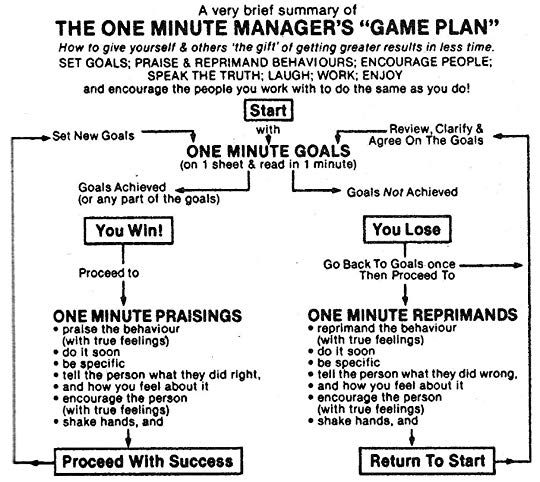 A very brief summary of
THE ONE MINUTE MANAGER'S "GAME PLAN"
How to give yourself & others 'the gift' of getting greater results in less time.
SET GOALS; PRAISE & REPRIMAND BEHAVIOURS; ENCOURAGE PEOPLE;
SPEAK THE TRUTH; LAUGH; WORK; ENJOY
and encourage the people you work with to do the same as you do!
Start
with
Set New Goals
Review, Clarify &
Agree On The Goals
ONE MINUTE GOALS
(on 1 sheet & read in 1 minute)
Goals Achieved
(or any part of the goals)
Goals Not Achieved
You Win!
You Lose
Proceed to
Go Back To Goals once
Then Proceed To
ONE MINUTE PRAISINGS
• praise the behaviour
(with true feelings)
• do it soon
• be specific
• tell the person what they did right,
• and how you feel about it
• encourage the person
(with true feelings)
• shake hands, and
Proceed With Success
ONE MINUTE REPRIMANDS
• reprimand the behaviour
(with true feelings)
• do it soon
• be specific
• tell the person what they did wrong,
• and how you feel about it
• encourage the person
(with true feelings)
• shake hands, and
Return To Start